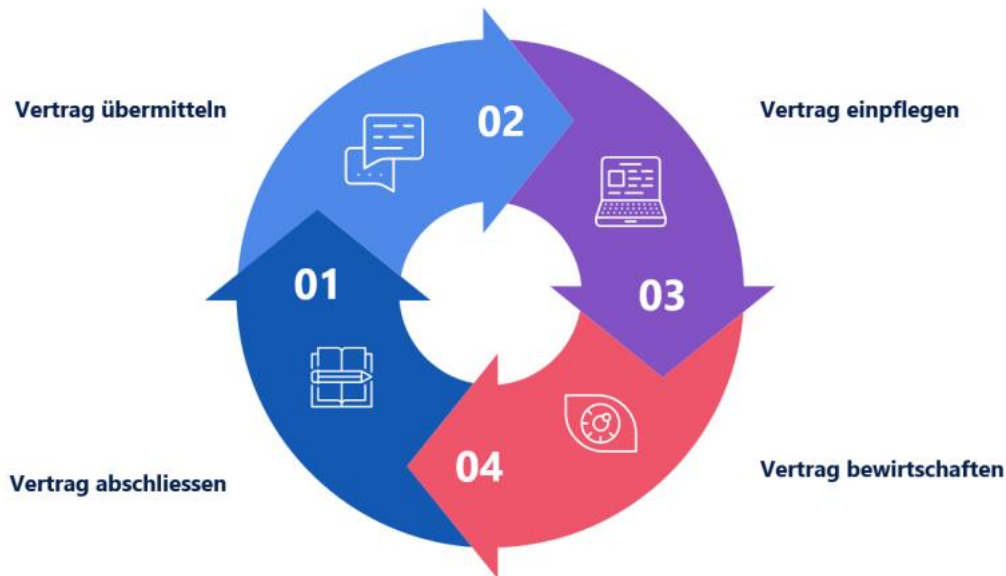 Vertrag übermitteln
02
Vertrag einpflegen
01
03
Vertrag abschliessen
04
Vertrag bewirtschaften